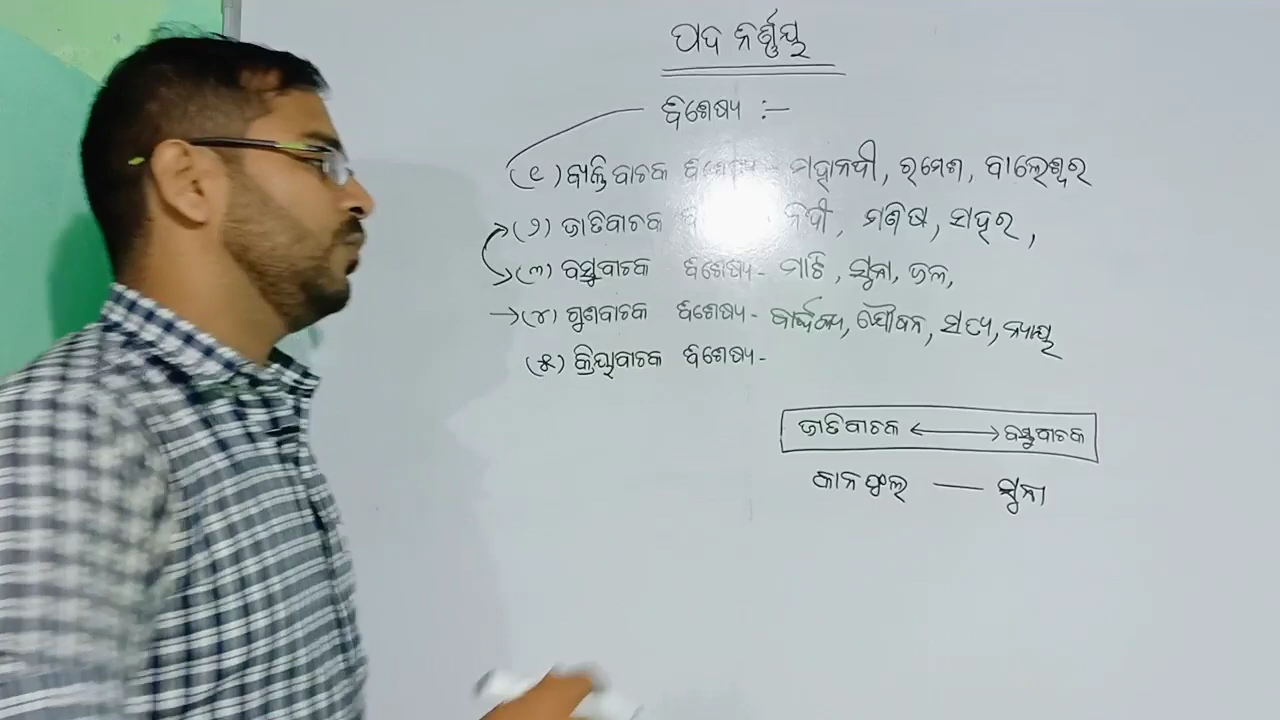 ପଦ ନିର୍ଣ୍ଣୟ
ବିଶେଷ୍ୟ :-
(୧) ବ୍ୟକ୍ତିବାଚକ ବିଶେଷ୍ୟ - ମହାନଦୀ, ରମେଶ, ବାଲେଶ୍ୱର
(୨) ଜାତିବାଚକ ନଦୀ, ମଣିଷ, ସହର,
(୩) ବସ୍ତୁବାଚକ ବିଶେଷ୍ୟ - ମାଟି, ସୁନା, ଜଳ,
(୪) ଗୁଣବାଚକ ବିଶେଷ୍ୟ - ବାର୍ଦ୍ଧକ୍ୟ, ଯୌବନ, ସତ୍ୟ, ନ୍ୟାୟ
(୫) କ୍ରିୟାବାଚକ ବିଶେଷ୍ୟ -
ଜାତିବାଚକ ⟷ ବସ୍ତୁବାଚକ
କାନଫୁଲ — ସୁନା